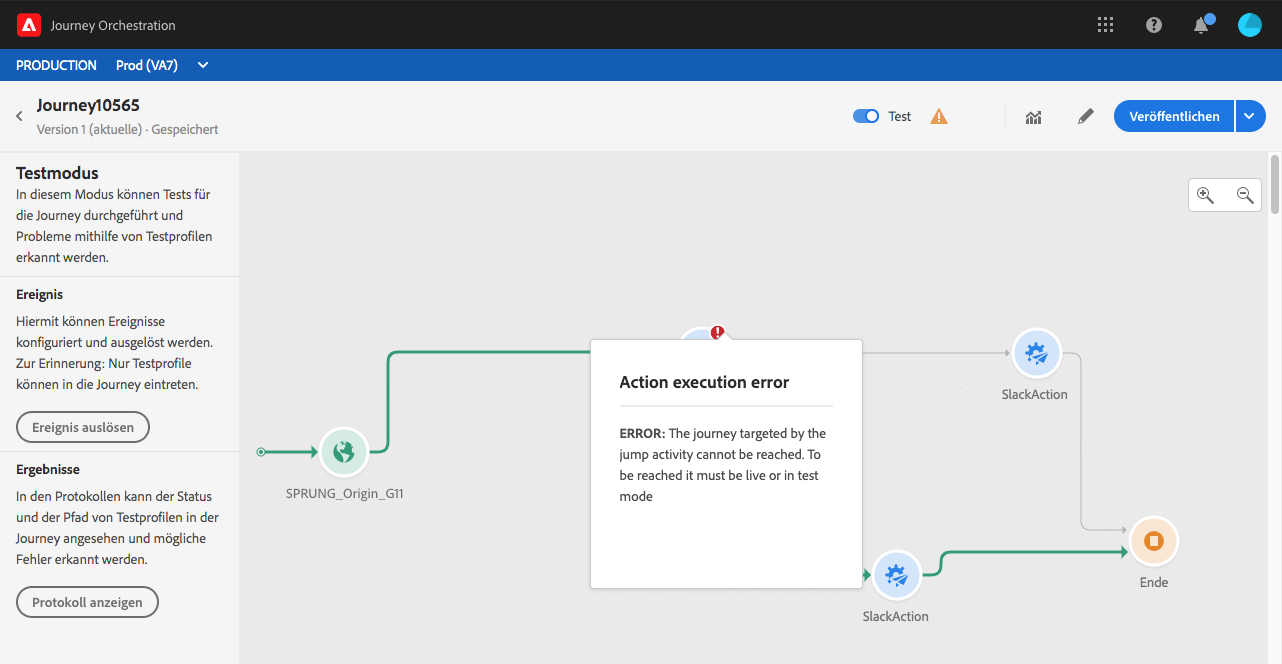 Journey Orchestration
PRODUCTION Prod (VA7)
Journey10565
Version 1 (aktuelle) · Gespeichert
Test
Veröffentlichen
Testmodus
In diesem Modus können Tests für
die Journey durchgeführt und
Probleme mithilfe von Testprofilen
erkannt werden.
Ereignis
Hiermit können Ereignisse
konfiguriert und ausgelöst werden.
Zur Erinnerung: Nur Testprofile
können in die Journey eintreten.
Ereignis auslösen
Ergebnisse
In den Protokollen kann der Status
und der Pfad von Testprofilen in der
Journey angesehen und mögliche
Fehler erkannt werden.
Protokoll anzeigen
SPRUNG_Origin_G11
Action execution error
ERROR: The journey targeted by the
jump activity cannot be reached. To
be reached it must be live or in test
mode
SlackAction
SlackAction
Ende